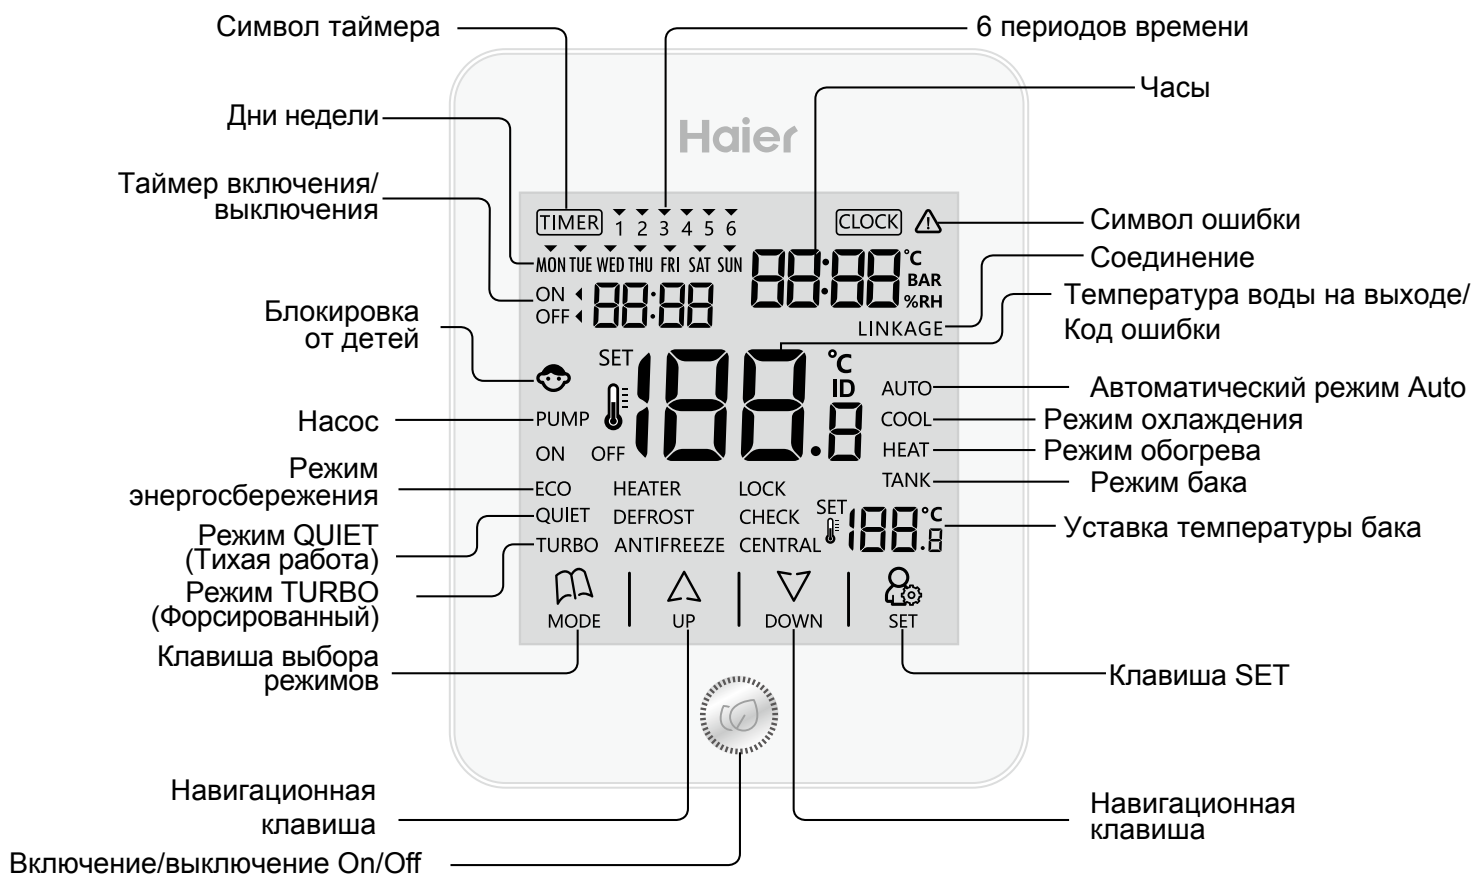 Символ таймера
6 периодов времени
Часы
Дни недели
Haier
Таймер включения/
выключения
TIMER 1 2 3 4 5 6
CLOCK
Символ ошибки
MON TUE WED THU FRI SAT SUN
88:88 °C
BAR
%RH
Соединение
ON 88:88
OFF
LINKAGE
Температура воды на выходе/
Код ошибки
Блокировка
от детей
SET
188.8 °C
ID
AUTO
Автоматический режим Auto
Насос
PUMP
COOL
Режим охлаждения
ON OFF
HEAT
Режим обогрева
Режим
энергосбережения
ECO HEATER LOCK
TANK
Режим бака
Режим QUIET
(Тихая работа)
QUIET DEFROST CHECK
SET 188.8 °C
Уставка температуры бака
TURBO ANTIFREEZE CENTRAL
Режим TURBO
(Форсированный)
MODE UP DOWN SET
Клавиша выбора
режимов
Клавиша SET
Навигационная
клавиша
Навигационная
клавиша
Включение/выключение On/Off